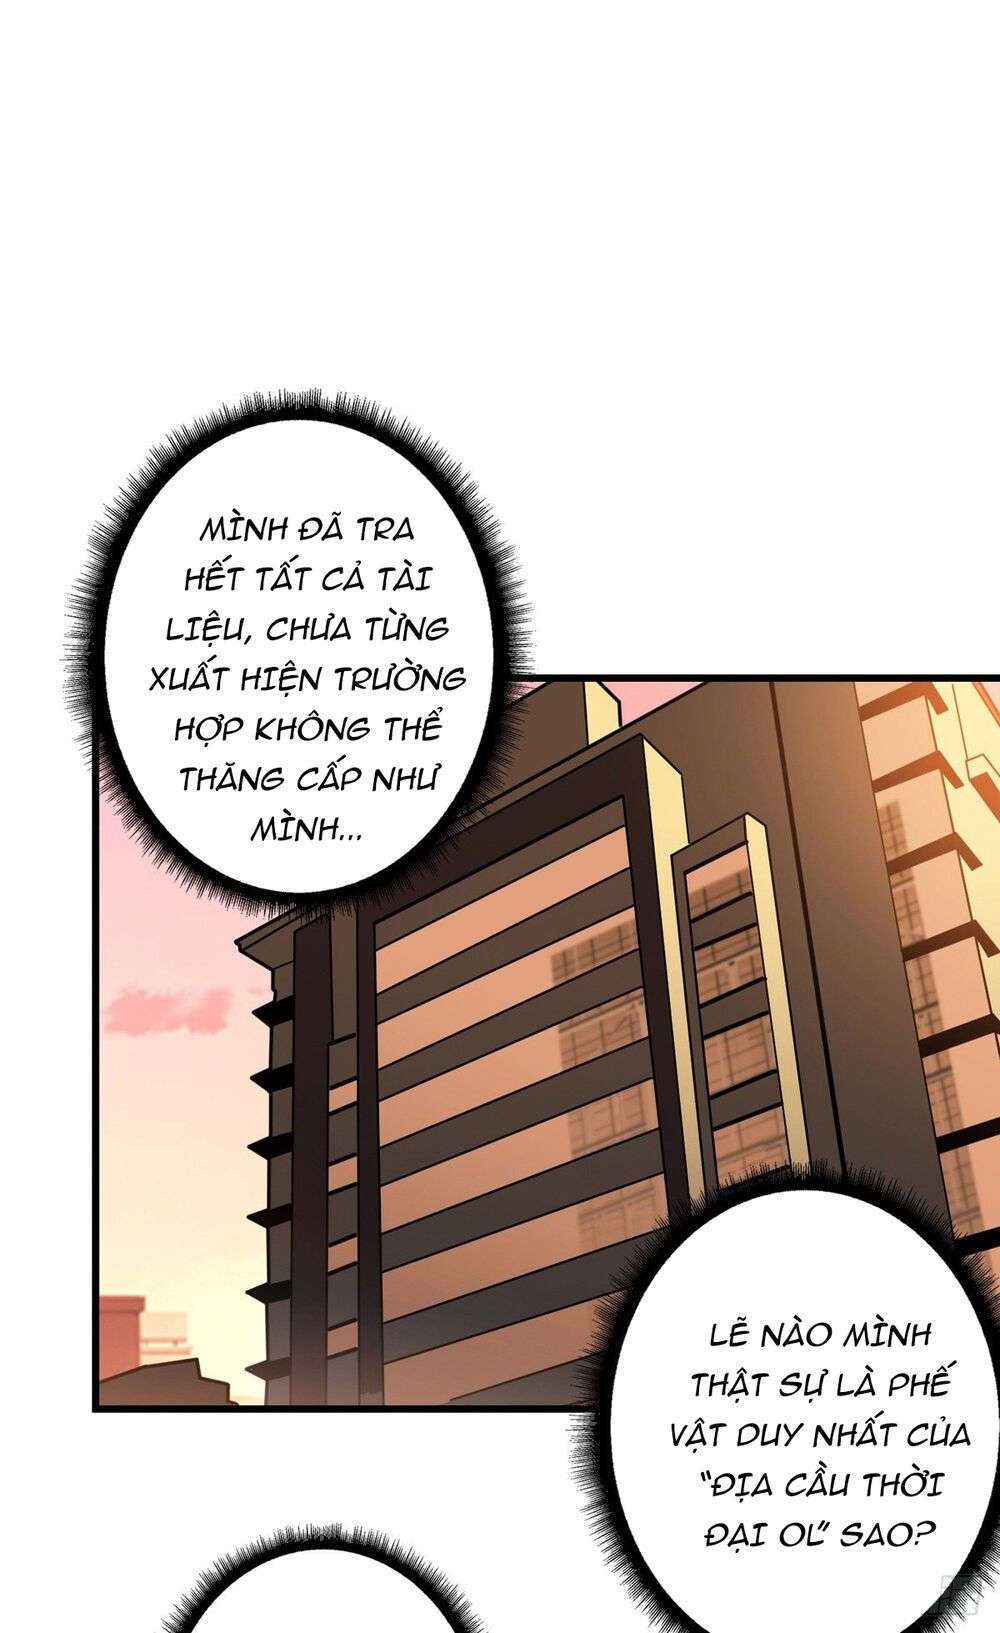 MÌNH ĐÃ TRA
HẾT TẤT CẢ TÀI
LIỆU, CHƯA TỪNG
XUẤT HIỆN TRƯỜNG
HỢP KHÔNG THỂ
THĂNG CẤP NHƯ
MÌNH...
LẼ NÀO MÌNH
THẬT SỰ LÀ PHẾ
VẬT DUY NHẤT CỦA
“ĐỊA CẦU THỜI
ĐẠI OL” SAO?